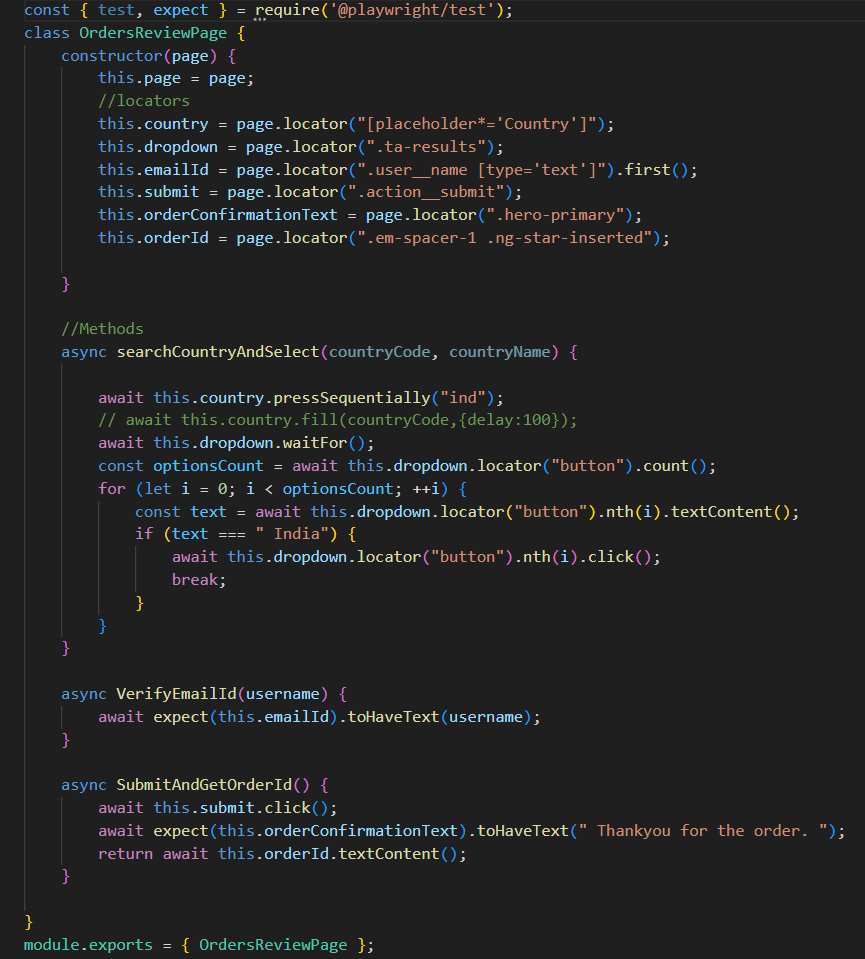 const { test, expect } = require('@playwright/test');
class OrdersReviewPage {
    constructor(page) {
        this.page = page;
        //locators
        this.country = page.locator("[placeholder*='Country']");
        this.dropdown = page.locator(".ta-results");
        this.emailId = page.locator(".user__name [type='text']").first();
        this.submit = page.locator(".action__submit");
        this.orderConfirmationText = page.locator(".hero-primary");
        this.orderId = page.locator(".em-spacer-1 .ng-star-inserted");

    }

    //Methods
    async searchCountryAndSelect(countryCode, countryName) {

        await this.country.pressSequentially("ind");
        // await this.country.fill(countryCode,{delay:100});
        await this.dropdown.waitFor();
        const optionsCount = await this.dropdown.locator("button").count();
        for (let i = 0; i < optionsCount; ++i) {
            const text = await this.dropdown.locator("button").nth(i).textContent();
            if (text === " India") {
                await this.dropdown.locator("button").nth(i).click();
                break;
            }
        }
    }

    async VerifyEmailId(username) {
        await expect(this.emailId).toHaveText(username);
    }

    async SubmitAndGetOrderId() {
        await this.submit.click();
        await expect(this.orderConfirmationText).toHaveText(" Thankyou for the order. ");
        return await this.orderId.textContent();
    }

}
module.exports = { OrdersReviewPage };